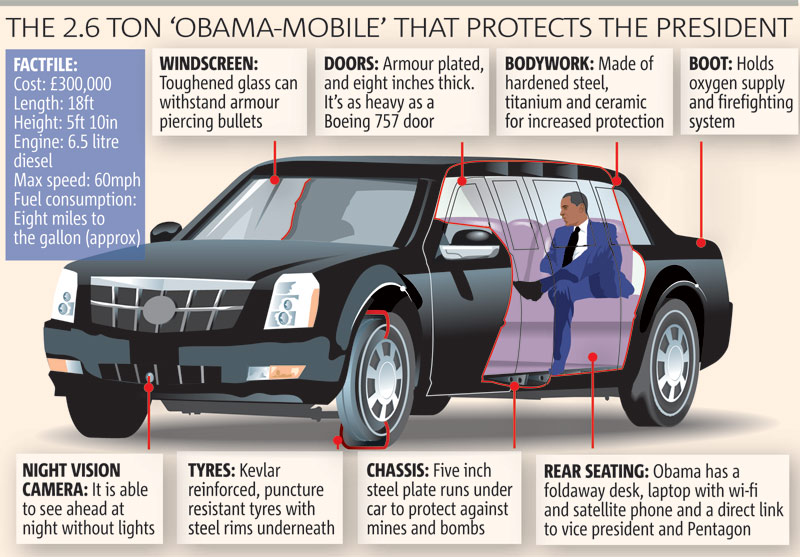 THE 2.6 TON ‘OBAMA-MOBILE’ THAT PROTECTS THE PRESIDENT
FACTFILE:
Cost: £300,000
Length: 18ft
Height: 5ft 10in
Engine: 6.5 litre
diesel
Max speed: 60mph
Fuel consumption:
Eight miles to
the gallon (approx)
WINDSCREEN:
Toughened glass can
withstand armour
piercing bullets
DOORS: Armour plated,
and eight inches thick.
It’s as heavy as a
Boeing 757 door
BODYWORK: Made of
hardened steel,
titanium and ceramic
for increased protection
BOOT: Holds
oxygen supply
and firefighting
system
NIGHT VISION
CAMERA: It is able
to see ahead at
night without lights
TYRES: Kevlar
reinforced, puncture
resistant tyres with
steel rims underneath
CHASSIS: Five inch
steel plate runs under
car to protect against
mines and bombs
REAR SEATING: Obama has a
foldaway desk, laptop with wi-fi
and satellite phone and a direct link
to vice president and Pentagon